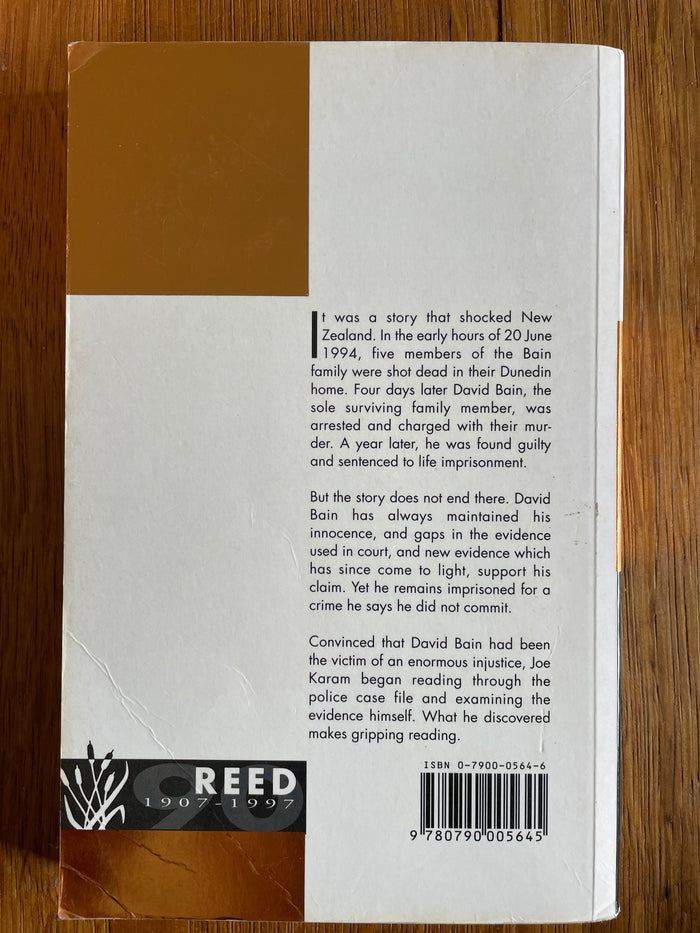 It was a story that shocked New
Zealand. In the early hours of 20 June
1994, five members of the Bain
family were shot dead in their Dunedin
home. Four days later David Bain, the
sole surviving family member, was
arrested and charged with their mur-
der. A year later, he was found guilty
and sentenced to life imprisonment.
But the story does not end there. David
Bain has always maintained his
innocence, and gaps in the evidence
used in court, and new evidence which
has since come to light, support his
claim. Yet he remains imprisoned for a
crime he says he did not commit.
Convinced that David Bain had been
the victim of an enormous injustice, Joe
Karam began reading through the
police case file and examining the
evidence himself. What he discovered
makes gripping reading.
90
REED
1907-1997
ISBN 0-7900-0564-6
9 780790 005645